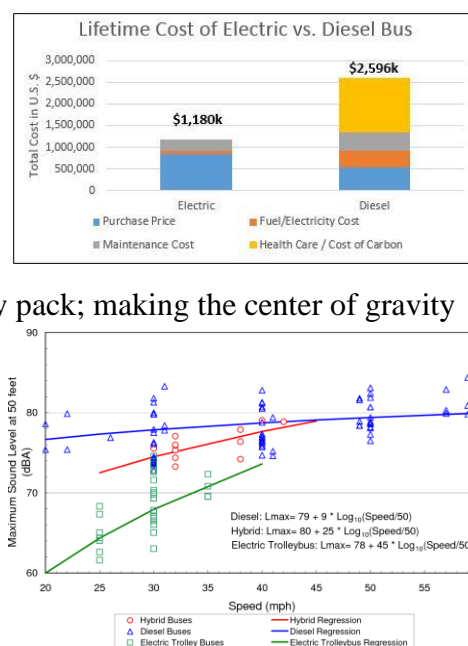 Lifetime Cost of Electric vs. Diesel Bus
Total Cost in U.S. $
3,000,000
2,500,000
2,000,000
1,500,000
1,000,000
500,000
0
$1,180k
$2,596k
Electric
Diesel
Purchase Price
Fuel/Electricity Cost
Maintenance Cost
Health Care / Cost of Carbon
y pack; making the center of gravity
Maximum Sound Level at 50 feet
(dBA)
90
80
70
60
Diesel: Lmax= 79 + 9 * Log10(Speed/50)
Hybrid: Lmax= 80 + 25 * Log10(Speed/50)
Electric Trolleybus: Lmax= 78 + 45 * Log10(Speed/50
20
30
40
50
Speed (mph)
Hybrid Buses
Hybrid Regression
Diesel Buses
Diesel Regression
Electric Trolley Buses
Electric Trolleybus Regression